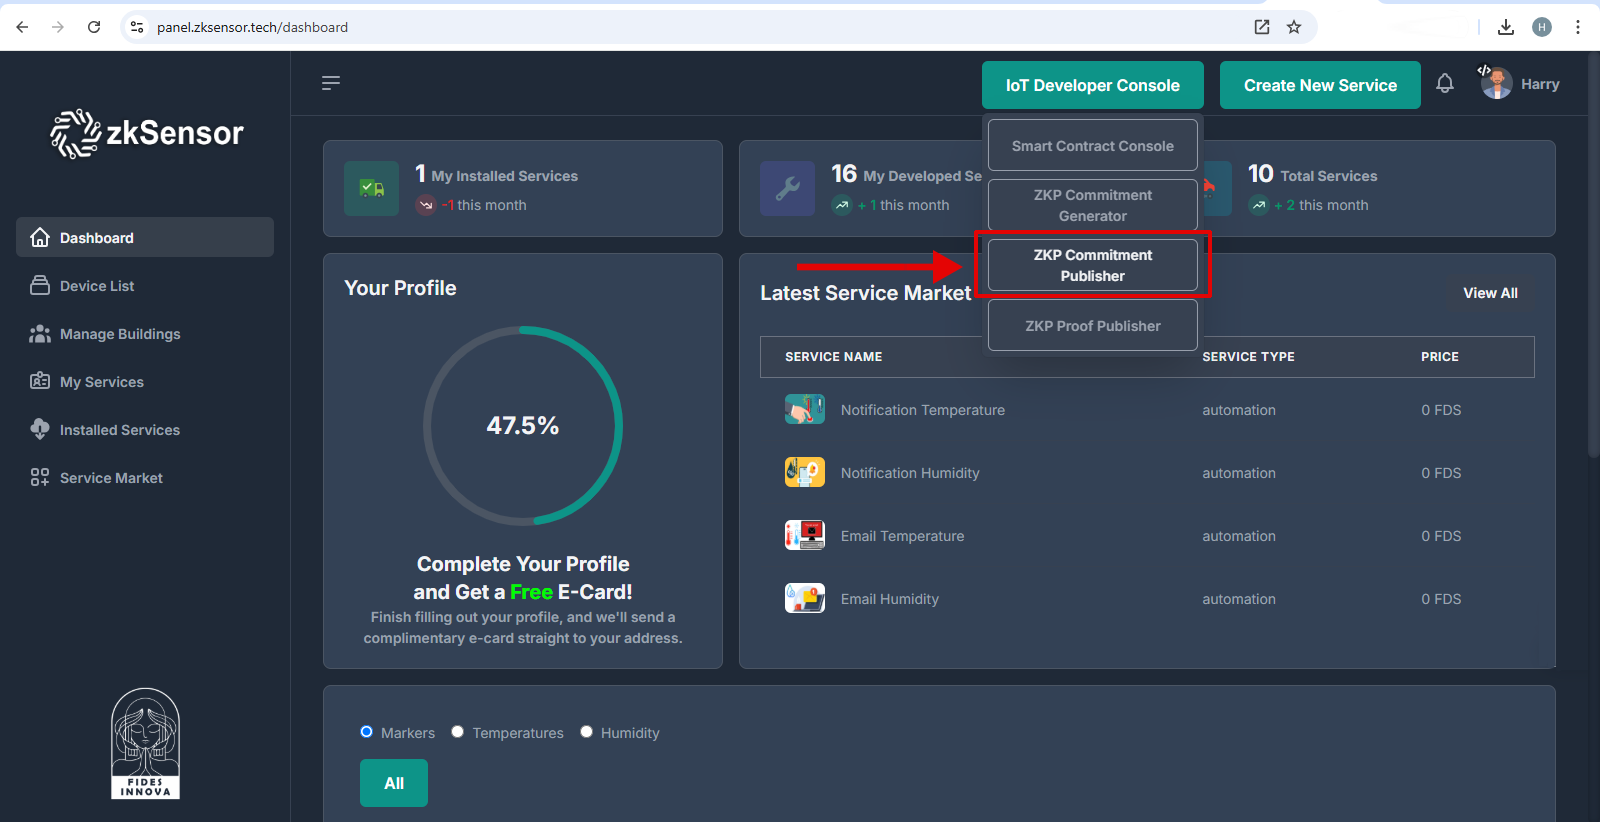 panel.zksensor.tech/dashboard
H
zkSensor
IoT Developer Console
Create New Service
</>
Harry
Smart Contract Console
ZKP Commitment
Generator
ZKP Commitment
Publisher
ZKP Proof Publisher
Dashboard
Device List
Manage Buildings
My Services
Installed Services
Service Market
FIDES
INNOVA
1 My Installed Services
-1 this month
16 My Developed Se
+ 1 this month
10 Total Services
+ 2 this month
Your Profile
47.5%
Complete Your Profile
and Get a Free E-Card!
Finish filling out your profile, and we'll send a
complimentary e-card straight to your address.
Latest Service Market
View All
SERVICE NAME SERVICE TYPE PRICE
Notification Temperature automation 0 FDS
Notification Humidity automation 0 FDS
Email Temperature automation 0 FDS
Email Humidity automation 0 FDS
Markers Temperatures Humidity
All